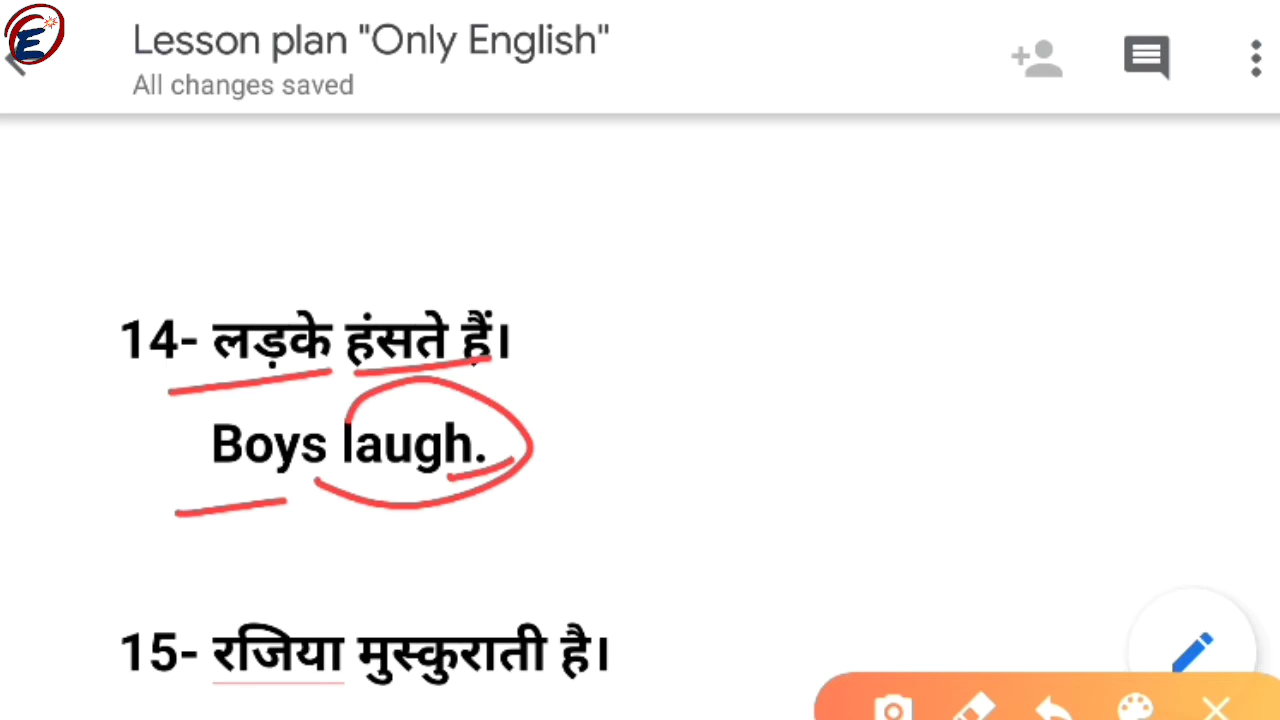 E
Lesson plan "Only English"
All changes saved
14- लड़के हंसते हैं।
Boys laugh.
15- रजिया मुस्कुराती है।